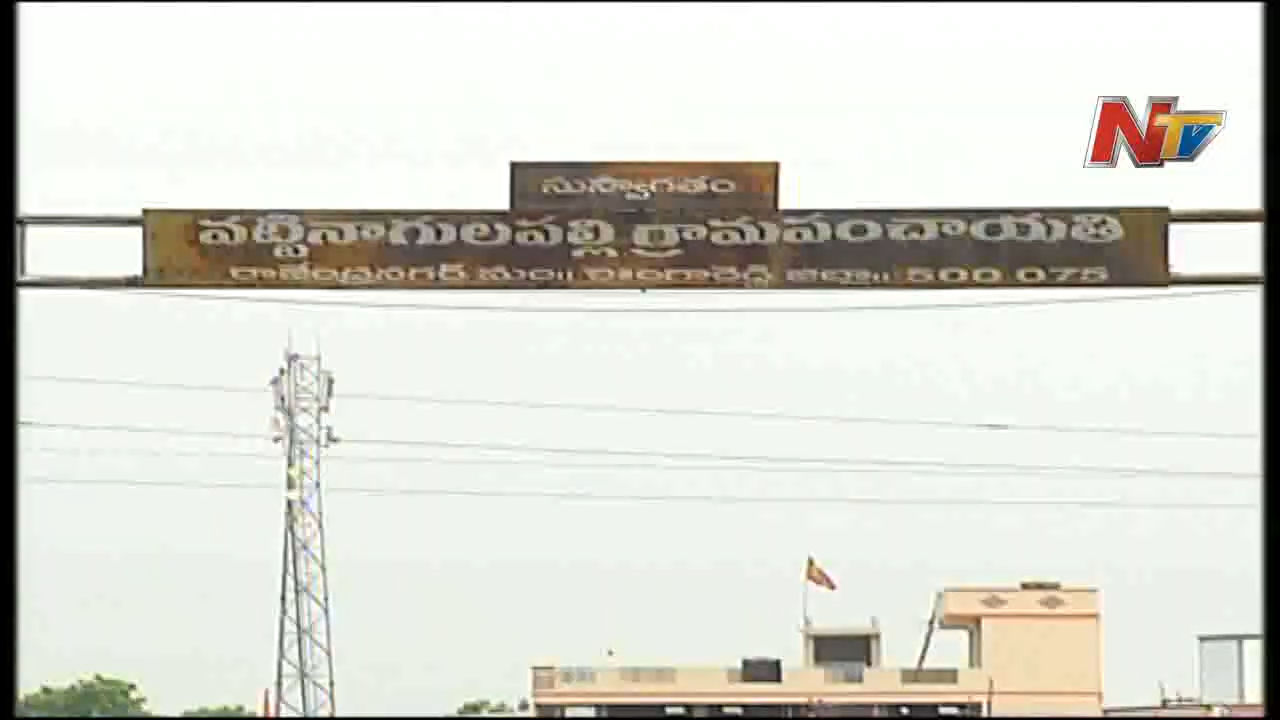 NTV
సుస్వాగతం
వట్టినాగులపల్లి గ్రామపంచాయతి
రాజేంద్రనగర్ మం॥ రంగారెడ్డి జిల్లా॥ 500 075